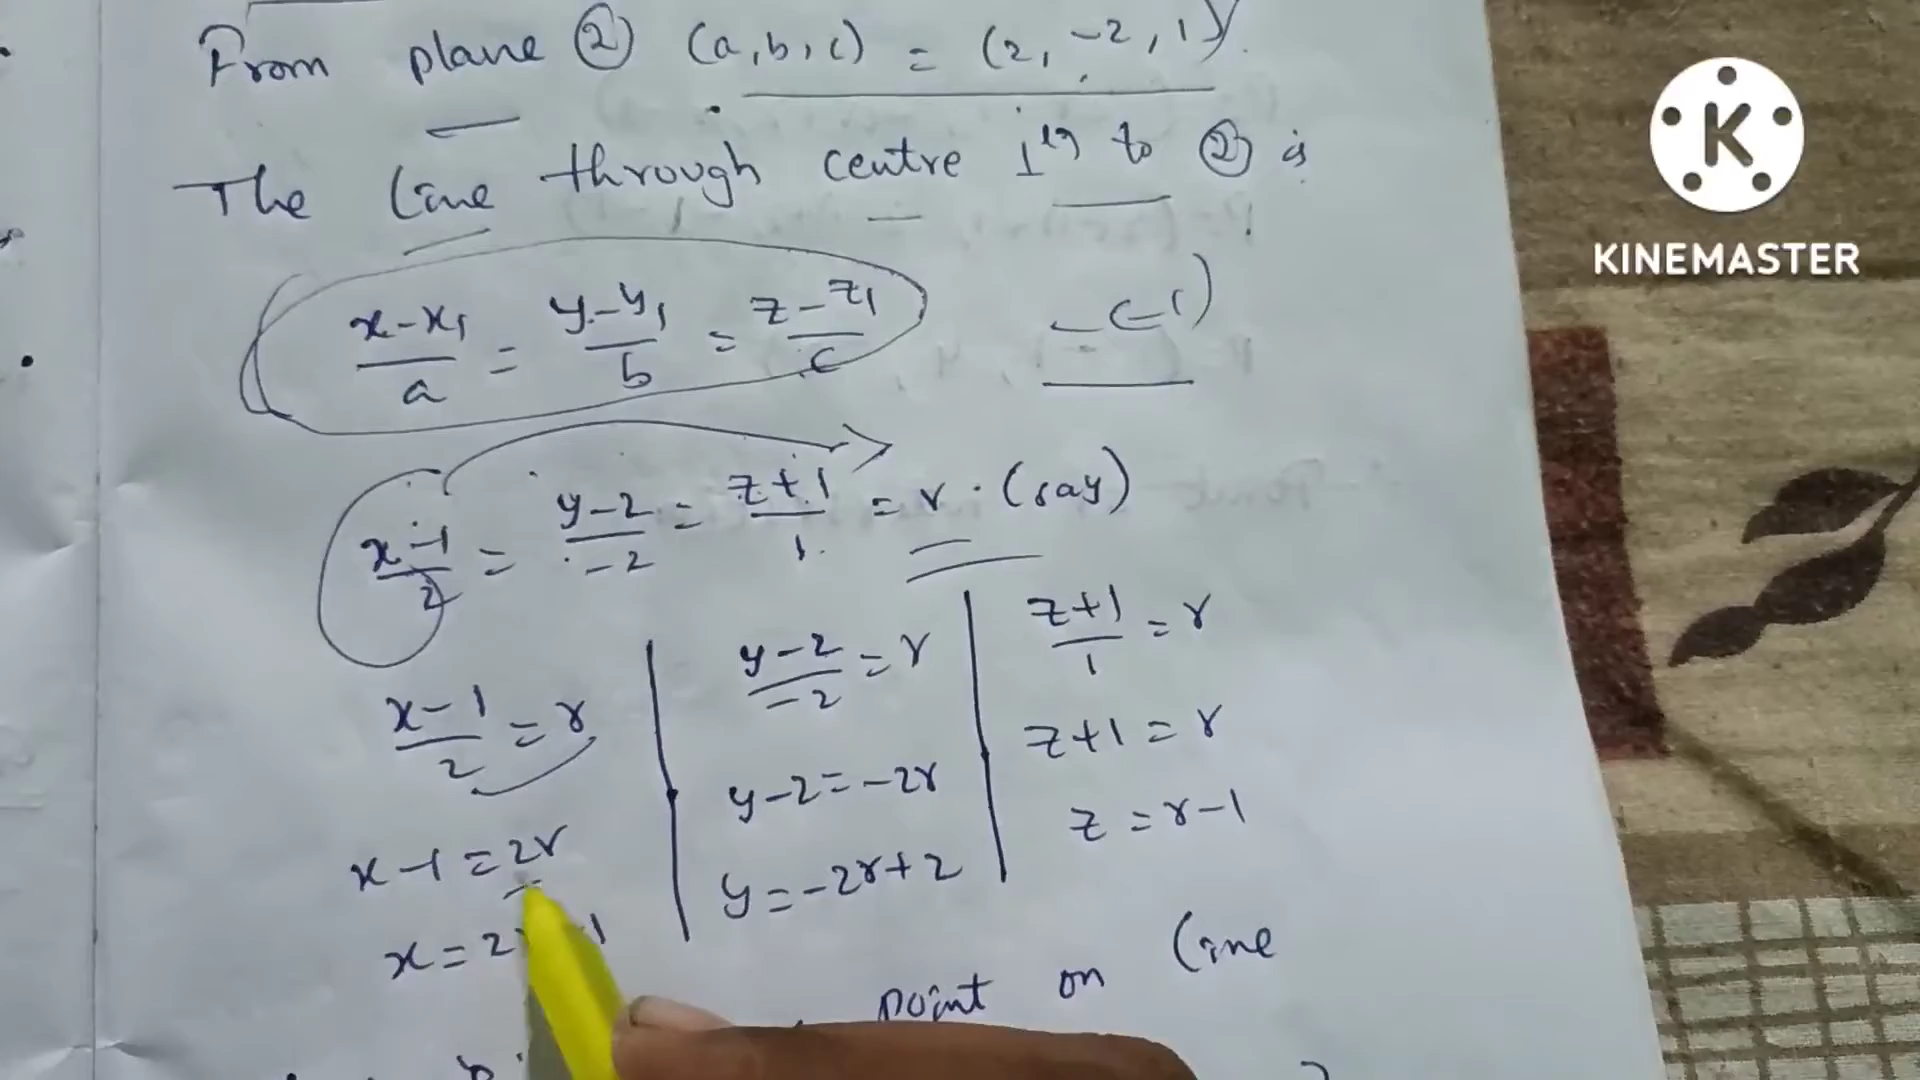 From plane ② (a, b, c) = (2, -2, 1)
The line through centre ⊥ly to ② is
(x-x₁)/a = (y-y₁)/b = (z-z₁)/c
(x-1)/2 = (y-2)/-2 = (z+1)/1 = r. (say)
(x-1)/2 = r
x-1 = 2r
(y-2)/-2 = r
y-2 = -2r
y = -2r+2
(z+1)/1 = r
z+1 = r
z = r-1
point on line
K
KINEMASTER